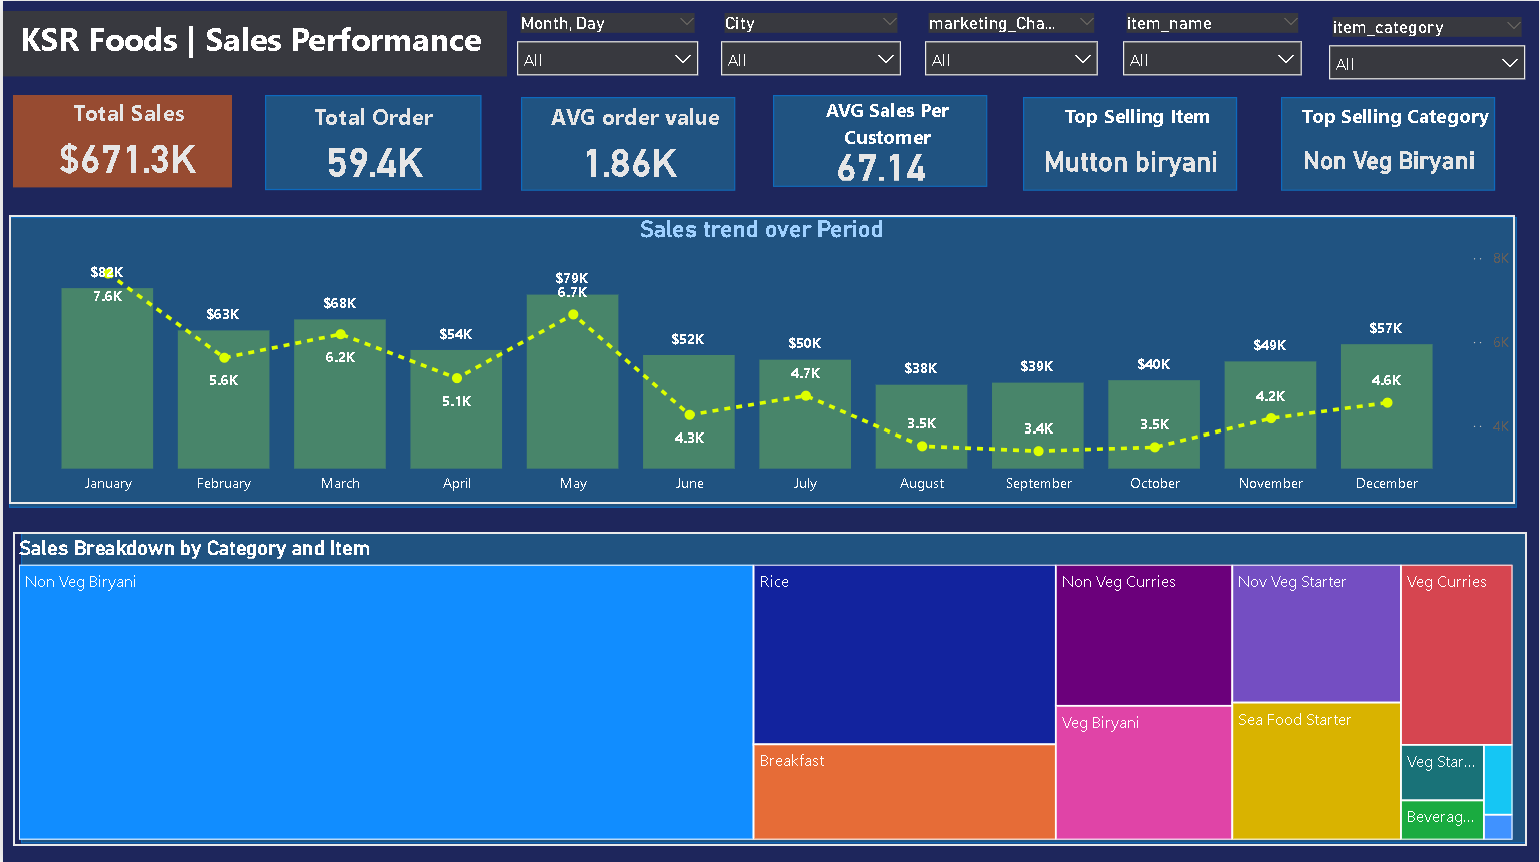 KSR Foods | Sales Performance
Month, Day
All
City
All
marketing_Cha...
All
item_name
All
item_category
All
Total Sales
$671.3K
Total Order
59.4K
AVG order value
1.86K
AVG Sales Per
Customer
67.14
Top Selling Item
Mutton biryani
Top Selling Category
Non Veg Biryani
Sales trend over Period
$82K
7.6K
$63K
5.6K
$68K
6.2K
$54K
5.1K
$79K
6.7K
$52K
4.3K
$50K
4.7K
$38K
3.5K
$39K
3.4K
$40K
3.5K
$49K
4.2K
$57K
4.6K
8K
6K
4K
January
February
March
April
May
June
July
August
September
October
November
December
Sales Breakdown by Category and Item
Non Veg Biryani
Rice
Breakfast
Non Veg Curries
Veg Biryani
Nov Veg Starter
Sea Food Starter
Veg Curries
Veg Star...
Beverag...